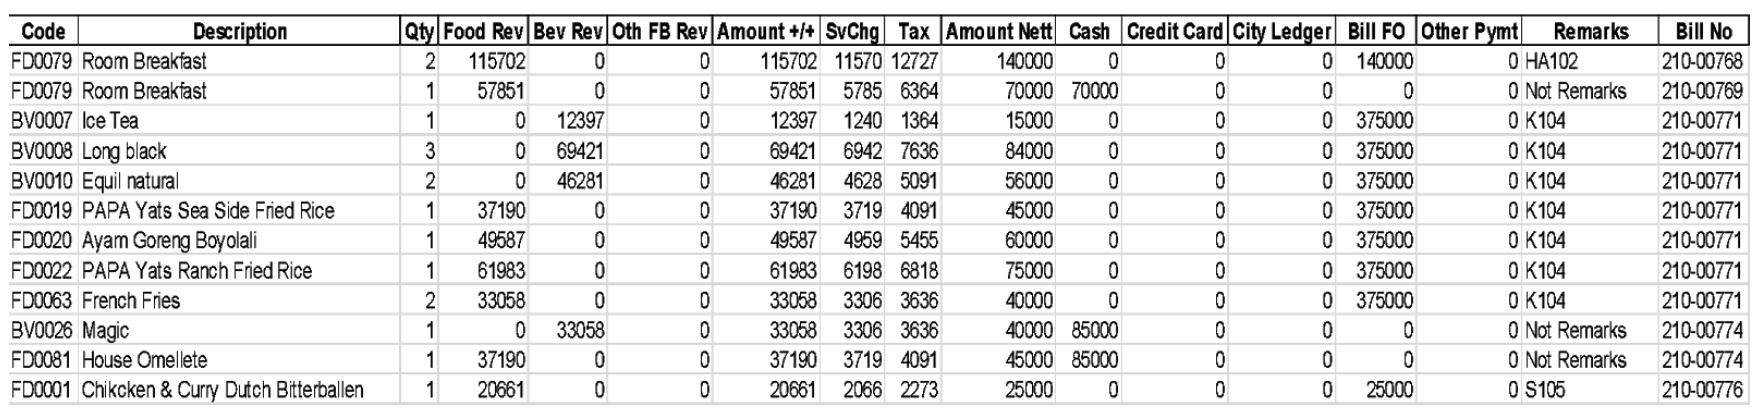 Code Description Qty Food Rev Bev Rev Oth FB Rev Amount +/+ SvChg Tax Amount Nett Cash Credit Card City Ledger Bill FO Other Pymt Remarks Bill No
FD0079 Room Breakfast 2 115702 0 0 115702 11570 12727 140000 0 0 0 140000 0 HA102 210-00768
FD0079 Room Breakfast 1 57851 0 0 57851 5785 6364 70000 70000 0 0 0 0 Not Remarks 210-00769
BV0007 Ice Tea 1 0 12397 0 12397 1240 1364 15000 0 0 0 375000 0 K104 210-00771
BV0008 Long black 3 0 69421 0 69421 6942 7636 84000 0 0 0 375000 0 K104 210-00771
BV0010 Equil natural 2 0 46281 0 46281 4628 5091 56000 0 0 0 375000 0 K104 210-00771
FD0019 PAPA Yats Sea Side Fried Rice 1 37190 0 0 37190 3719 4091 45000 0 0 0 375000 0 K104 210-00771
FD0020 Ayam Goreng Boyolali 1 49587 0 0 49587 4959 5455 60000 0 0 0 375000 0 K104 210-00771
FD0022 PAPA Yats Ranch Fried Rice 1 61983 0 0 61983 6198 6818 75000 0 0 0 375000 0 K104 210-00771
FD0063 French Fries 2 33058 0 0 33058 3306 3636 40000 0 0 0 375000 0 K104 210-00771
BV0026 Magic 1 0 33058 0 33058 3306 3636 40000 85000 0 0 0 0 Not Remarks 210-00774
FD0081 House Omellete 1 37190 0 0 37190 3719 4091 45000 85000 0 0 0 0 Not Remarks 210-00774
FD0001 Chikcken & Curry Dutch Bitterballen 1 20661 0 0 20661 2066 2273 25000 0 0 0 25000 0 S105 210-00776